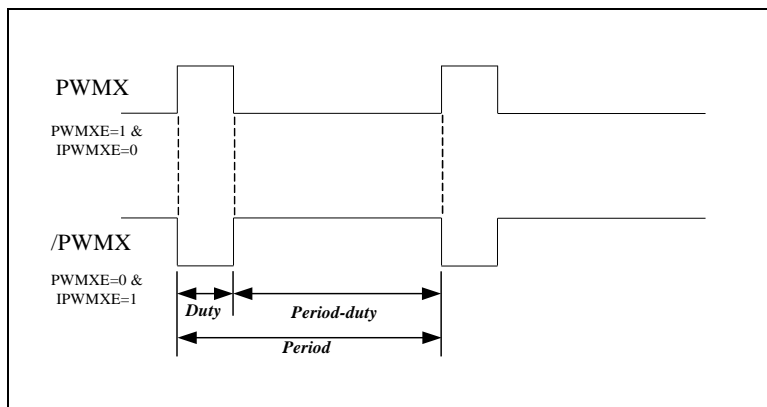 PWMX
PWMXE=1 &
IPWMXE=0
/PWMX
PWMXE=0 &
IPWMXE=1
Duty
Period-duty
Period